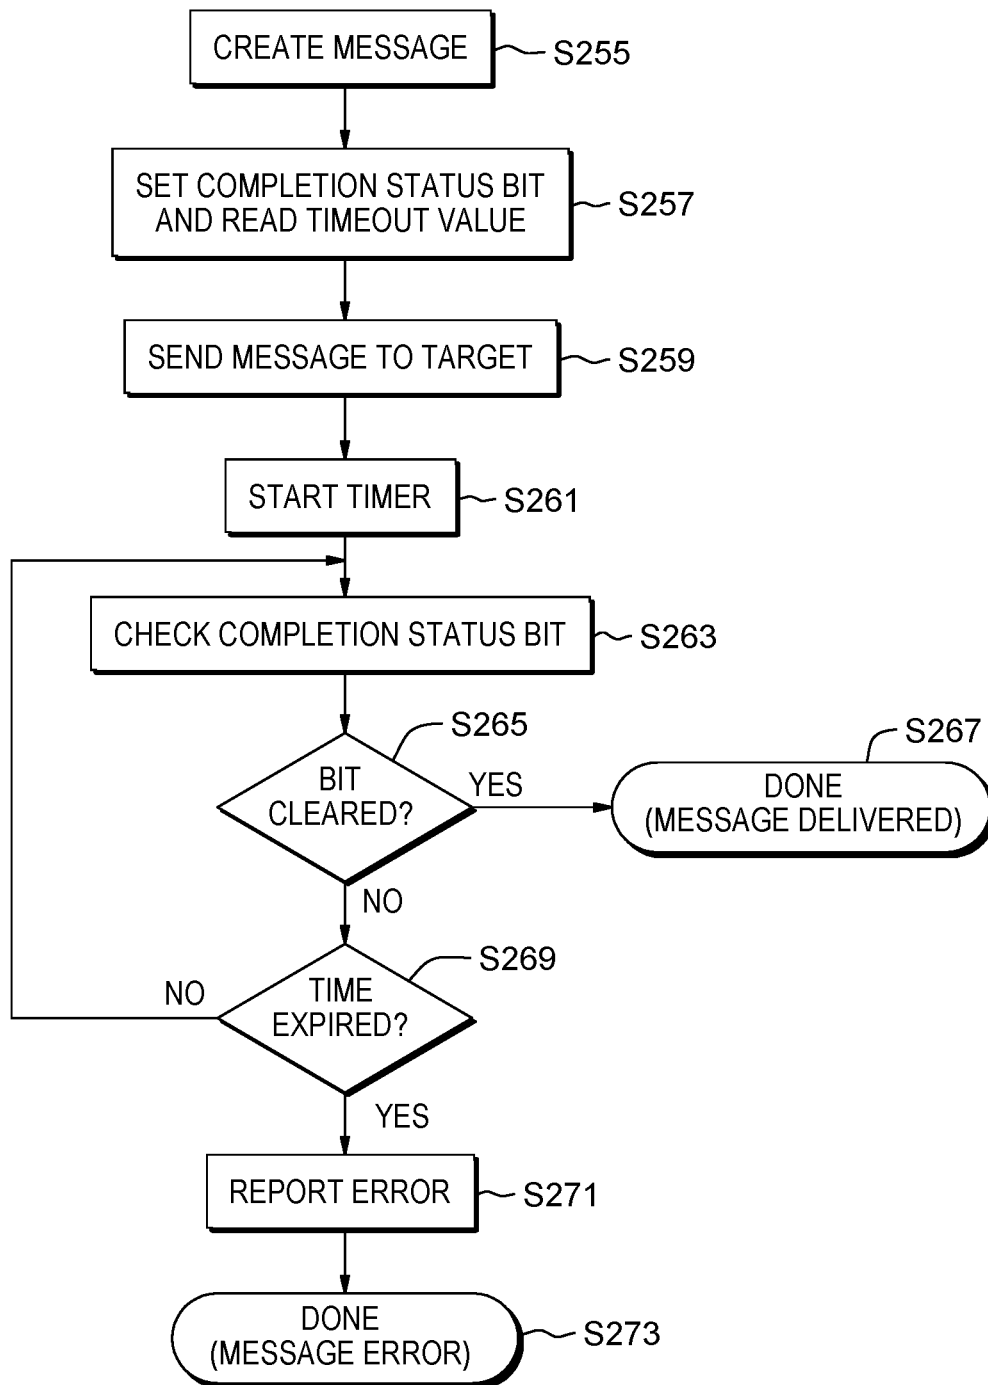 CREATE MESSAGE
S255
SET COMPLETION STATUS BIT
AND READ TIMEOUT VALUE
S257
SEND MESSAGE TO TARGET
S259
START TIMER
S261
CHECK COMPLETION STATUS BIT
S263
S265
BIT
CLEARED?
YES
S267
DONE
(MESSAGE DELIVERED)
NO
S269
TIME
EXPIRED?
NO
YES
REPORT ERROR
S271
DONE
(MESSAGE ERROR)
S273